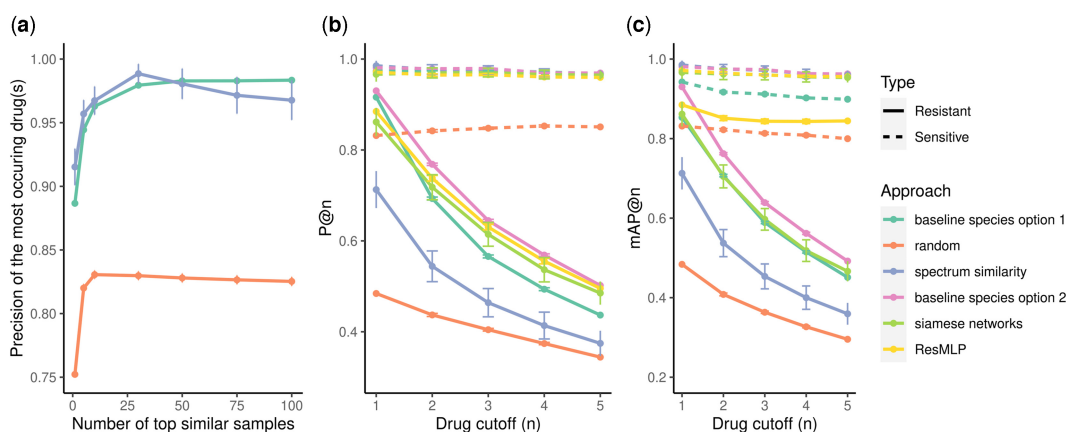 (a)
Precision of the most occuring drug(s)
1.00
0.95
0.90
0.85
0.80
0.75
0
25
50
75
100
Number of top similar samples
(b)
P@n
1.0
0.8
0.6
0.4
1
2
3
4
5
Drug cutoff (n)
(c)
mAP@n
1.0
0.8
0.6
0.4
0.2
1
2
3
4
5
Drug cutoff (n)
Type
Resistant
Sensitive
Approach
baseline species option 1
random
spectrum similarity
baseline species option 2
siamese networks
ResMLP